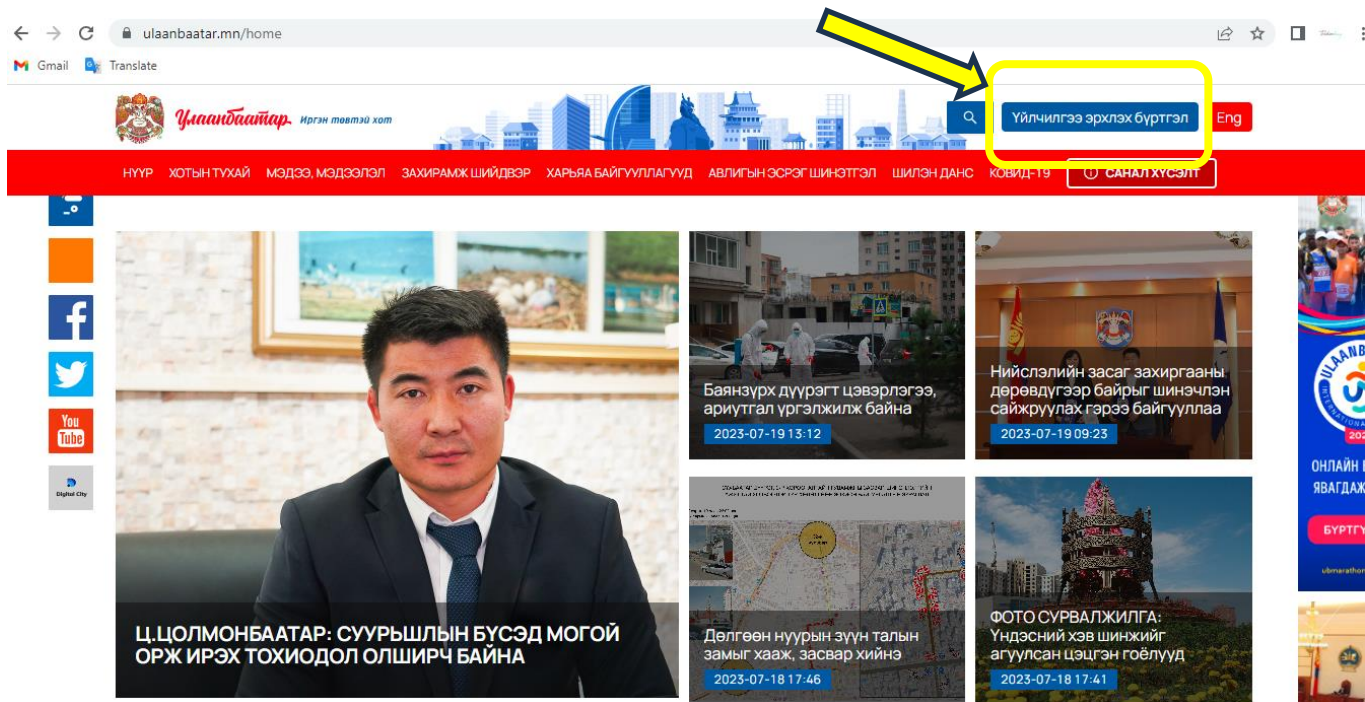 ulaanbaatar.mn/home
Gmail
Translate
Улаанбаатар. Иргэн төвтэй хот
Үйлчилгээ эрхлэх бүртгэл
Eng
НҮҮР ХОТЫН ТУХАЙ МЭДЭЭ, МЭДЭЭЛЭЛ ЗАХИРАМЖ ШИЙДВЭР ХАРЬЯА БАЙГУУЛЛАГУУД АВЛИГЫН ЭСРЭГ ШИНЭТГЭЛ ШИЛЭН ДАНС КОВИД-19 САНАЛ ХҮСЭЛТ
You
Tube
Digital City
Ц.ЦОЛМОНБААТАР: СУУРЬШЛЫН БҮСЭД МОГОЙ
ОРЖ ИРЭХ ТОХИОДОЛ ОЛШИРЧ БАЙНА
Баянзүрх дүүрэгт цэвэрлэгээ,
ариутгал үргэлжилж байна
2023-07-19 13:12
Нийслэлийн засаг захиргааны
дөрөвдүгээр байрыг шинэчлэн
сайжруулах гэрээ байгууллаа
2023-07-19 09:23
Дөлгөөн нуурын зүүн талын
замыг хааж, засвар хийнэ
2023-07-18 17:46
ФОТО СУРВАЛЖИЛГА:
Үндэсний хэв шинжийг
агуулсан цэцгэн гоёлууд
2023-07-18 17:41
ОНЛАЙН